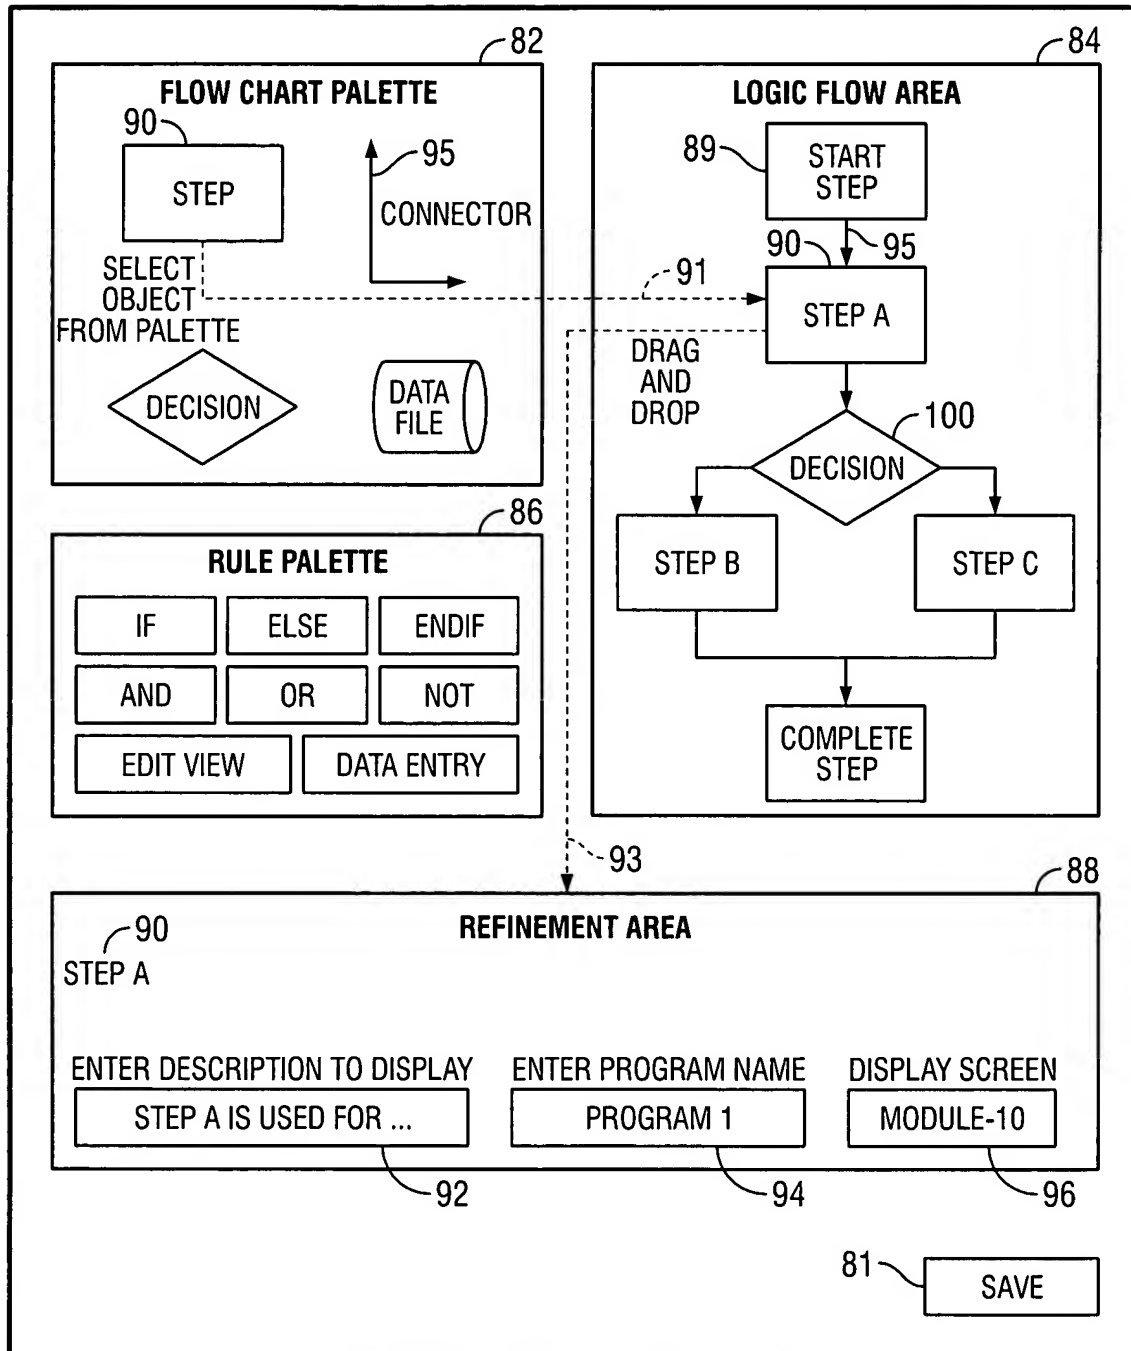 82
FLOW CHART PALETTE
90
STEP
95
CONNECTOR
SELECT
OBJECT
FROM PALETTE
DECISION
DATA
FILE
84
LOGIC FLOW AREA
89
START
STEP
95
90
STEP A
91
DRAG
AND
DROP
100
DECISION
STEP B
STEP C
COMPLETE
STEP
86
RULE PALETTE
IF
ELSE
ENDIF
AND
OR
NOT
EDIT VIEW
DATA ENTRY
93
88
REFINEMENT AREA
90
STEP A
ENTER DESCRIPTION TO DISPLAY
STEP A IS USED FOR ...
92
ENTER PROGRAM NAME
PROGRAM 1
94
DISPLAY SCREEN
MODULE-10
96
81
SAVE